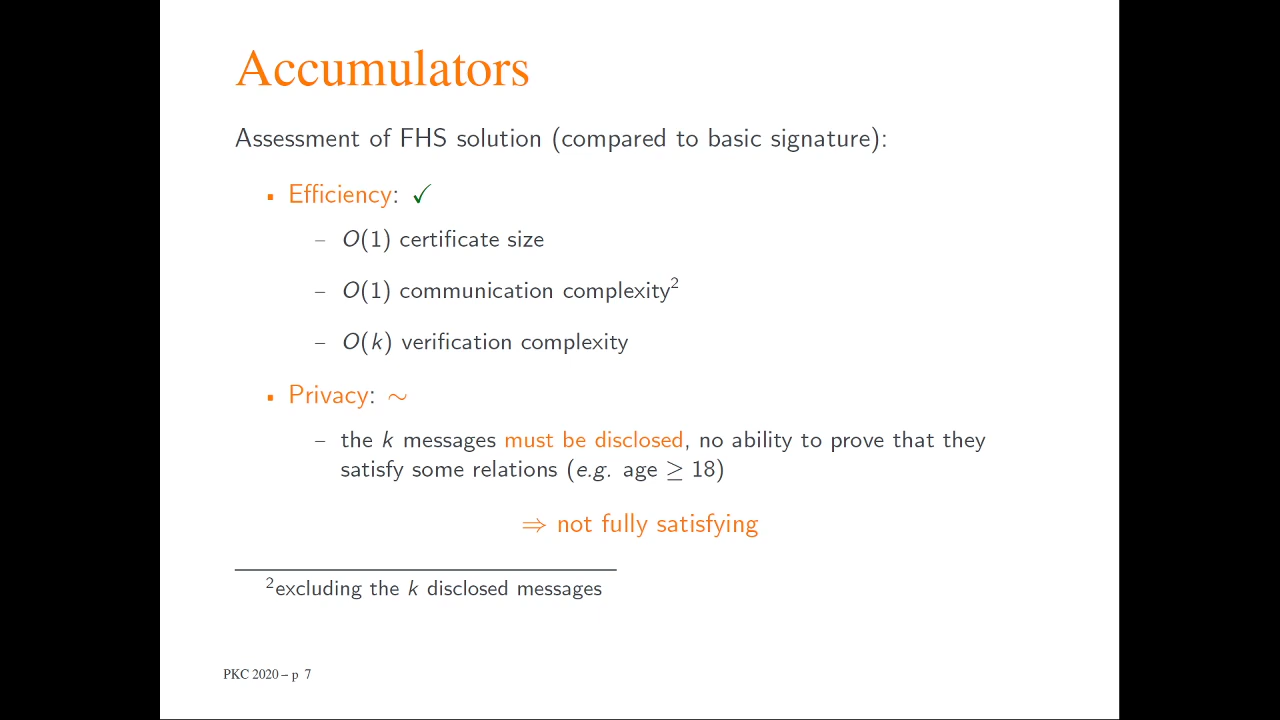 Accumulators
Assessment of FHS solution (compared to basic signature):
▪ Efficiency: ✓
– O(1) certificate size
– O(1) communication complexity²
– O(k) verification complexity
▪ Privacy: ∼
– the k messages must be disclosed, no ability to prove that they
satisfy some relations (e.g. age ≥ 18)
⇒ not fully satisfying
²excluding the k disclosed messages
PKC 2020 – p 7